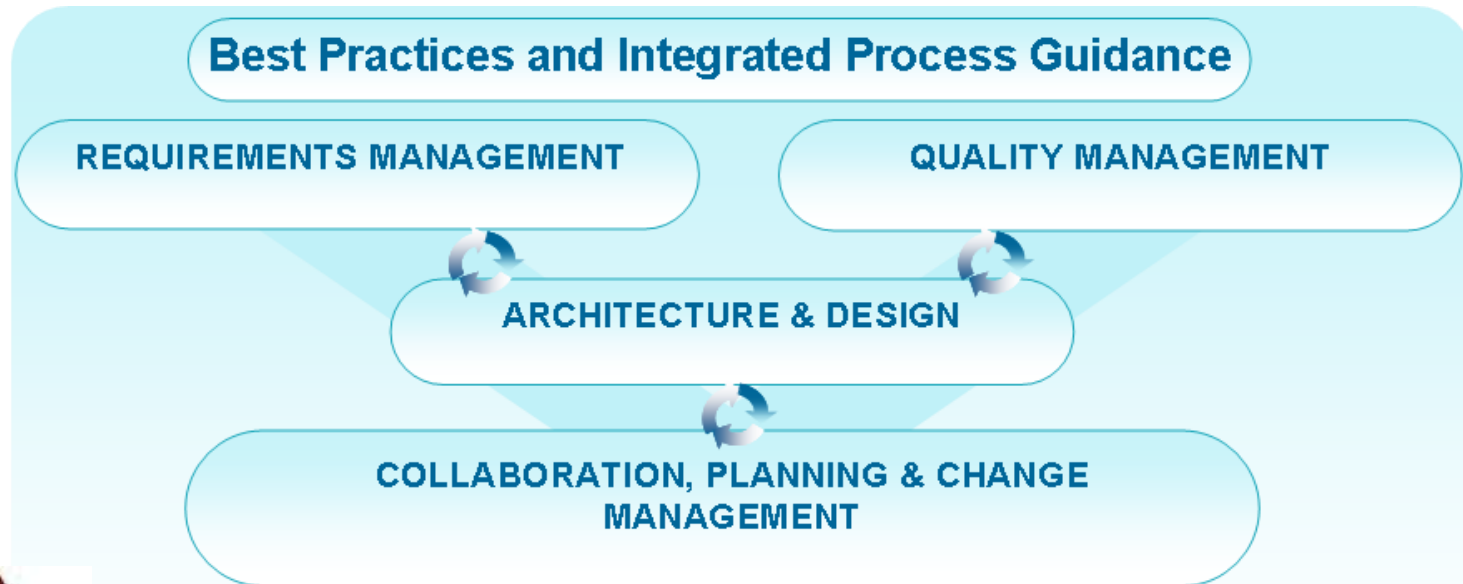 Best Practices and Integrated Process Guidance
REQUIREMENTS MANAGEMENT
QUALITY MANAGEMENT
ARCHITECTURE & DESIGN
COLLABORATION, PLANNING & CHANGE
MANAGEMENT